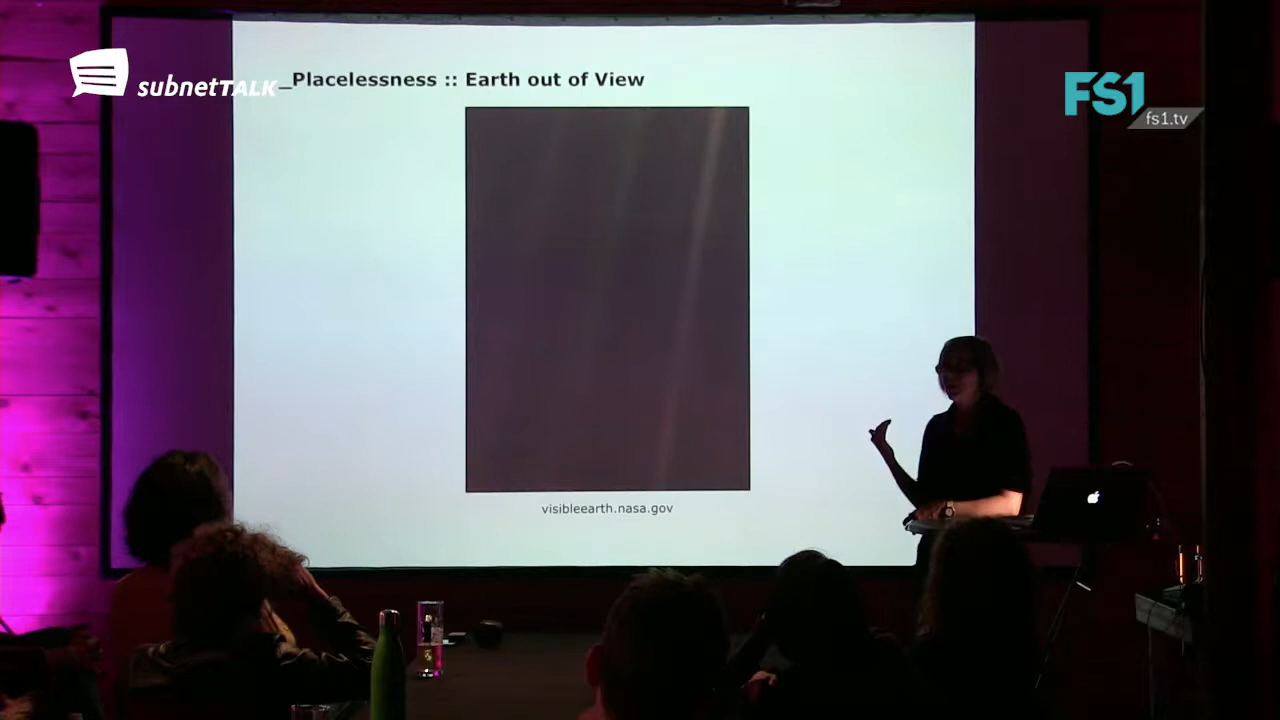 subnetTALK
_Placelessness :: Earth out of View
FS1
fs1.tv
visibleearth.nasa.gov